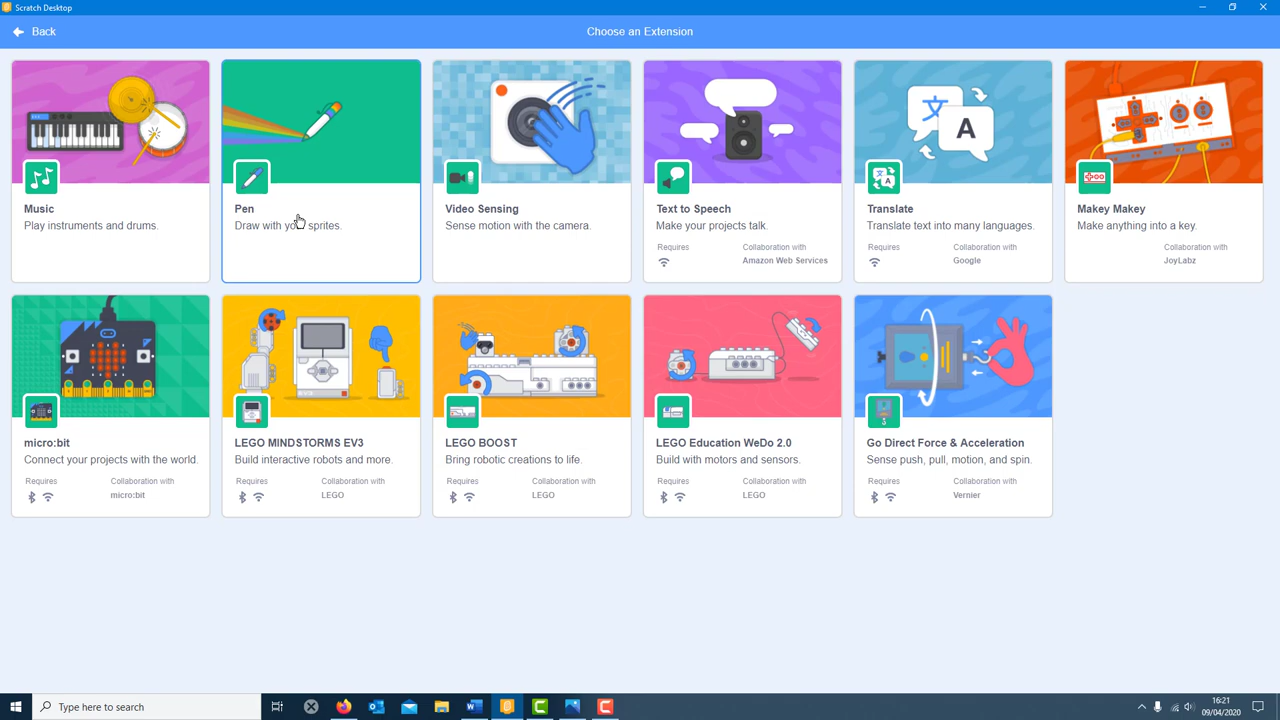 Scratch Desktop
Back
Choose an Extension
Music
Play instruments and drums.
Pen
Draw with you sprites.
Video Sensing
Sense motion with the camera.
Text to Speech
Make your projects talk.
Requires
Collaboration with
Amazon Web Services
Translate
Translate text into many languages.
Requires
Collaboration with
Google
Makey Makey
Make anything into a key.
Collaboration with
JoyLabz
micro:bit
Connect your projects with the world.
Requires
Collaboration with
micro:bit
LEGO MINDSTORMS EV3
Build interactive robots and more.
Requires
Collaboration with
LEGO
LEGO BOOST
Bring robotic creations to life.
Requires
Collaboration with
LEGO
LEGO Education WeDo 2.0
Build with motors and sensors.
Requires
Collaboration with
LEGO
Go Direct Force & Acceleration
Sense push, pull, motion, and spin.
Requires
Collaboration with
Vernier
Type here to search
16:21
09/04/2020